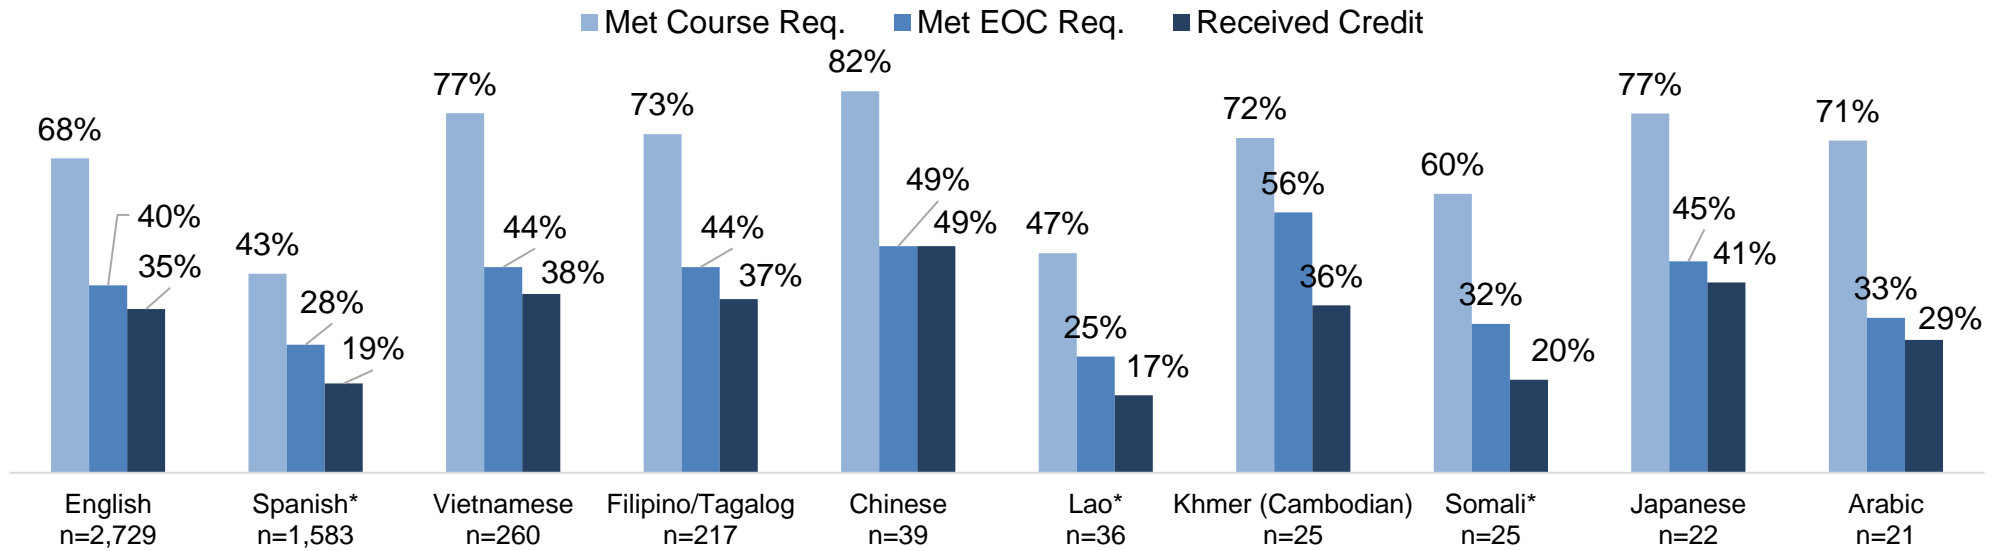 Met Course Req. Met EOC Req. Received Credit
68% 40% 35%
43% 28% 19%
77% 44% 38%
73% 44% 37%
82% 49% 49%
47% 25% 17%
72% 56% 36%
60% 32% 20%
77% 45% 41%
71% 33% 29%
English
n=2,729
Spanish*
n=1,583
Vietnamese
n=260
Filipino/Tagalog
n=217
Chinese
n=39
Lao*
n=36
Khmer (Cambodian)
n=25
Somali*
n=25
Japanese
n=22
Arabic
n=21